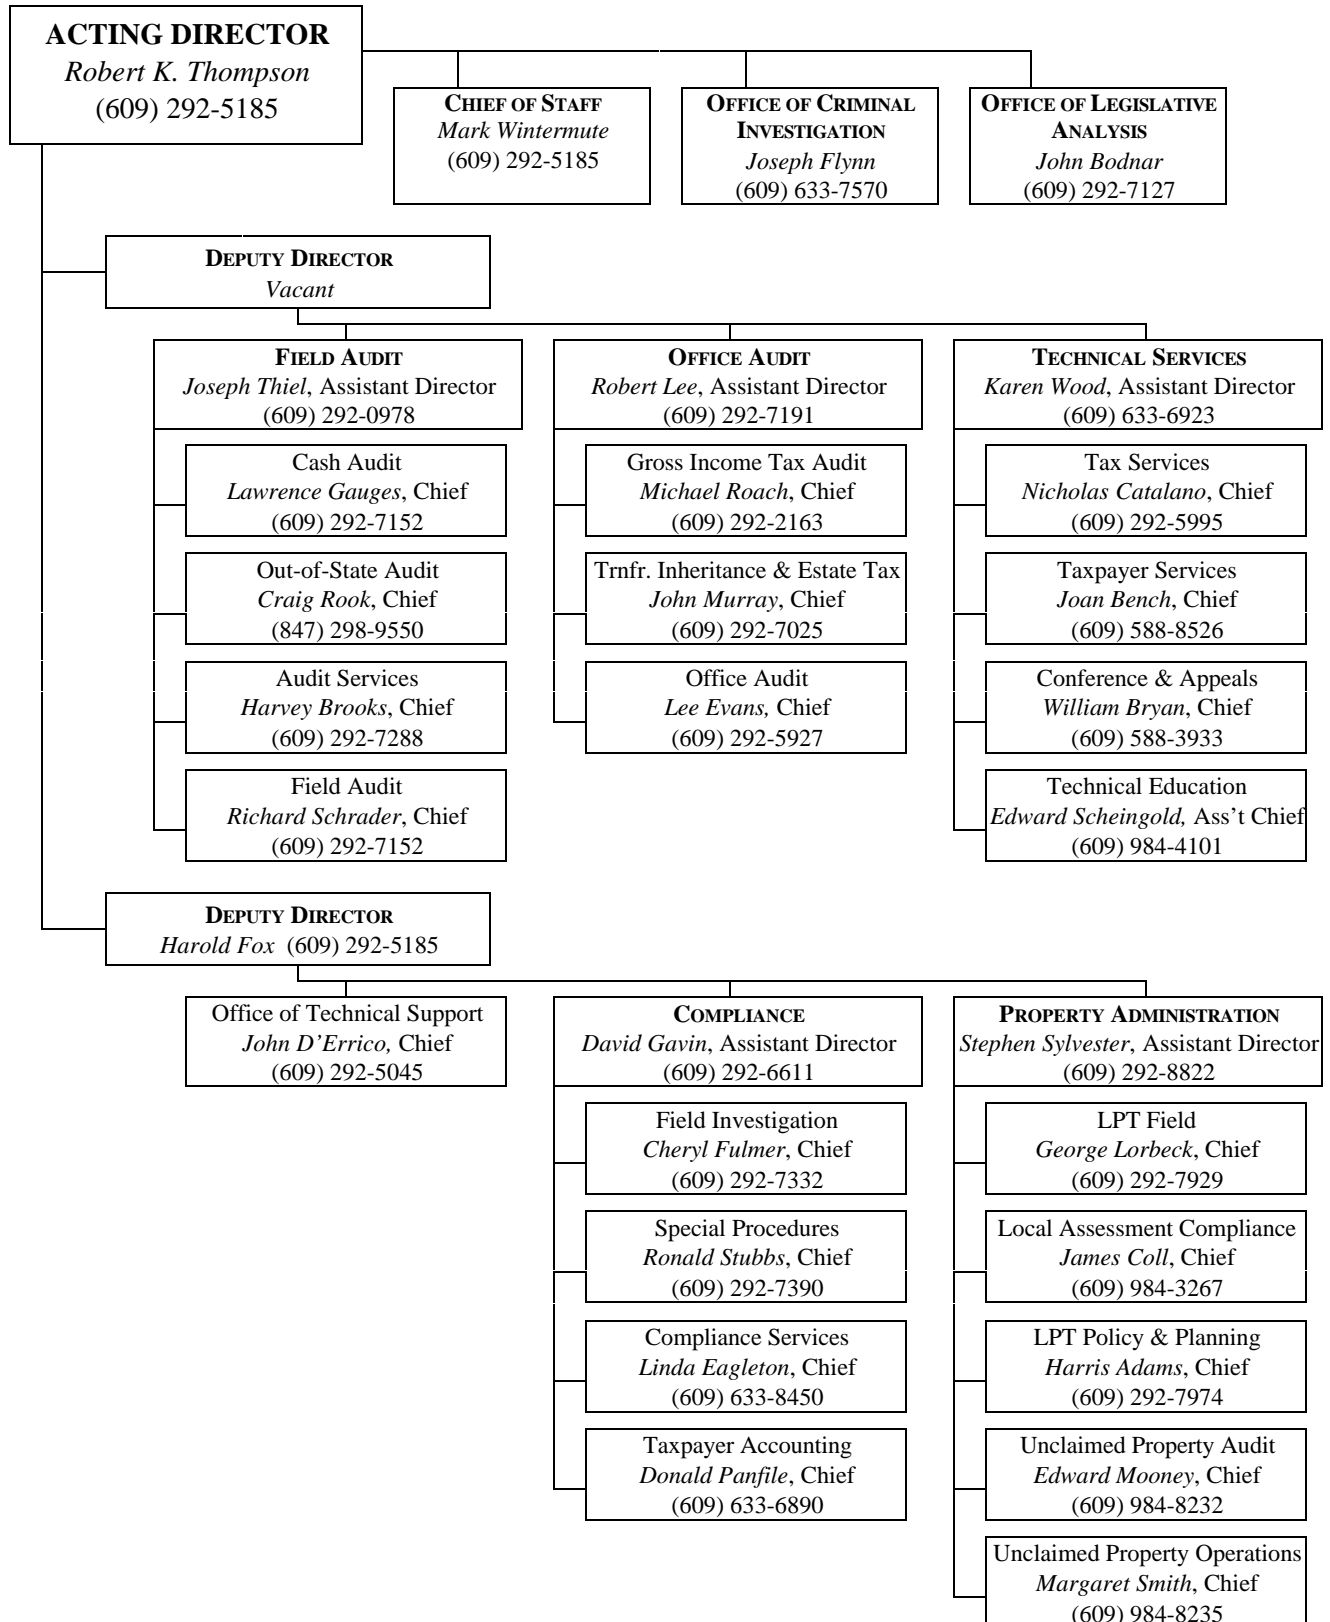 ACTING DIRECTOR
Robert K. Thompson
(609) 292-5185
CHIEF OF STAFF
Mark Wintermute
(609) 292-5185
OFFICE OF CRIMINAL
INVESTIGATION
Joseph Flynn
(609) 633-7570
OFFICE OF LEGISLATIVE
ANALYSIS
John Bodnar
(609) 292-7127
DEPUTY DIRECTOR
Vacant
FIELD AUDIT
Joseph Thiel, Assistant Director
(609) 292-0978
Cash Audit
Lawrence Gauges, Chief
(609) 292-7152
Out-of-State Audit
Craig Rook, Chief
(847) 298-9550
Audit Services
Harvey Brooks, Chief
(609) 292-7288
Field Audit
Richard Schrader, Chief
(609) 292-7152
OFFICE AUDIT
Robert Lee, Assistant Director
(609) 292-7191
Gross Income Tax Audit
Michael Roach, Chief
(609) 292-2163
Trnfr. Inheritance & Estate Tax
John Murray, Chief
(609) 292-7025
Office Audit
Lee Evans, Chief
(609) 292-5927
TECHNICAL SERVICES
Karen Wood, Assistant Director
(609) 633-6923
Tax Services
Nicholas Catalano, Chief
(609) 292-5995
Taxpayer Services
Joan Bench, Chief
(609) 588-8526
Conference & Appeals
William Bryan, Chief
(609) 588-3933
Technical Education
Edward Scheingold, Ass’t Chief
(609) 984-4101
DEPUTY DIRECTOR
Harold Fox (609) 292-5185
Office of Technical Support
John D'Errico, Chief
(609) 292-5045
COMPLIANCE
David Gavin, Assistant Director
(609) 292-6611
Field Investigation
Cheryl Fulmer, Chief
(609) 292-7332
Special Procedures
Ronald Stubbs, Chief
(609) 292-7390
Compliance Services
Linda Eagleton, Chief
(609) 633-8450
Taxpayer Accounting
Donald Panfile, Chief
(609) 633-6890
PROPERTY ADMINISTRATION
Stephen Sylvester, Assistant Director
(609) 292-8822
LPT Field
George Lorbeck, Chief
(609) 292-7929
Local Assessment Compliance
James Coll, Chief
(609) 984-3267
LPT Policy & Planning
Harris Adams, Chief
(609) 292-7974
Unclaimed Property Audit
Edward Mooney, Chief
(609) 984-8232
Unclaimed Property Operations
Margaret Smith, Chief
(609) 984-8235